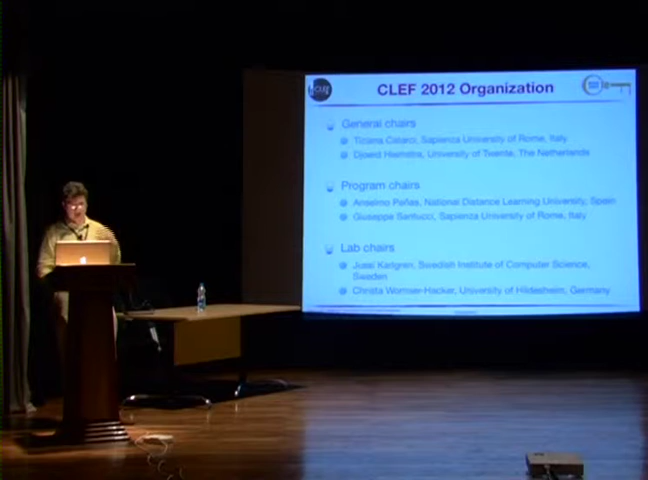 CLEF 2012 Organization
General chairs
Tiziana Catarci, Sapienza University of Rome, Italy
Djoerd Hiemstra, University of Twente, The Netherlands
Program chairs
Anselmo Peñas, National Distance Learning University, Spain
Giuseppe Santucci, Sapienza University of Rome, Italy
Lab chairs
Jussi Karlgren, Swedish Institute of Computer Science,
Sweden
Christa Womser-Hacker, University of Hildesheim, Germany